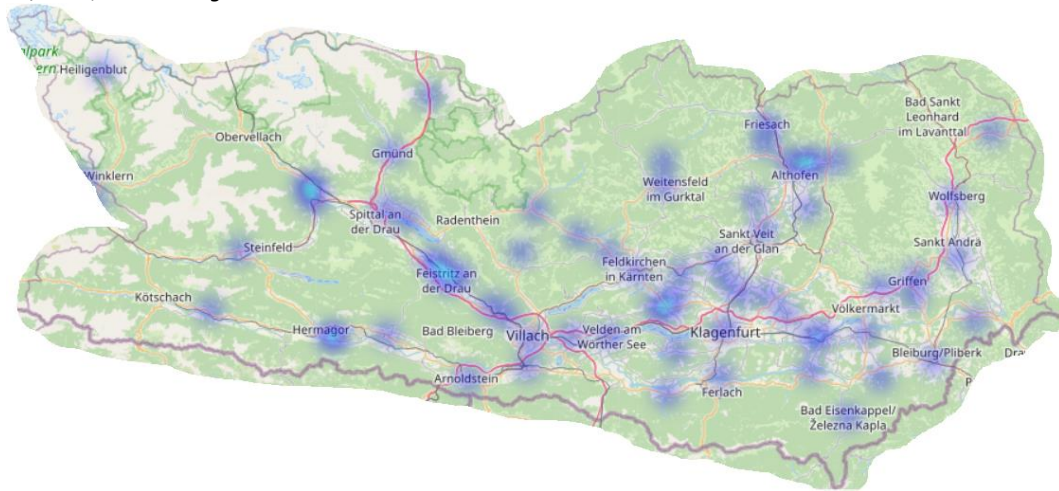 alpark
ern
Heiligenblut
Obervellach
Winklern
Gmünd
Spittal an
der Drau
Radenthein
Steinfeld
Feistritz an
der Drau
Kötschach
Hermagor
Bad Bleiberg
Villach
Arnoldstein
Velden am
Wörther See
Feldkirchen
in Kärnten
Weitensfeld
im Gurktal
Friesach
Althofen
Sankt Veit
an der Glan
Klagenfurt
Ferlach
Bad Sankt
Leonhard
im Lavanttal
Wolfsberg
Sankt Andrä
Griffen
Völkermarkt
Bleiburg/Pliberk
Dra
Bad Eisenkappel/
Železna Kapla